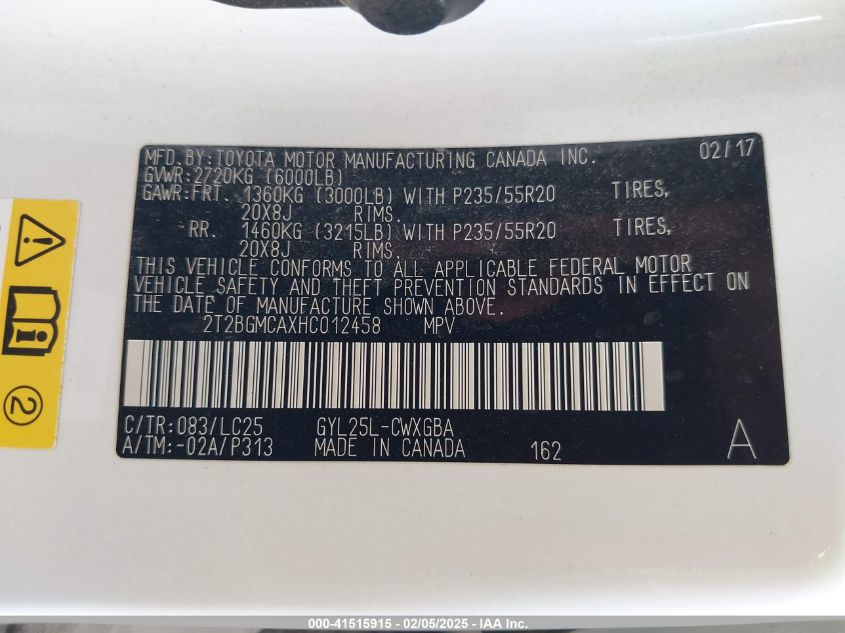 MFD.BY:TOYOTA MOTOR MANUFACTURING CANADA INC. 02/17
GVWR:2720KG (6000LB)
GAWR:FRT. 1360KG (3000LB) WITH P235/55R20 TIRES,
20X8J RIMS.
RR. 1460KG (3215LB) WITH P235/55R20 TIRES,
20X8J RIMS.
THIS VEHICLE CONFORMS TO ALL APPLICABLE FEDERAL MOTOR
VEHICLE SAFETY AND THEFT PREVENTION STANDARDS IN EFFECT ON
THE DATE OF MANUFACTURE SHOWN ABOVE.
2T2BGMCAXHC012458 MPV
C/TR:083/LC25 GYL25L-CWXGBA
A/TM:-02A/P313 MADE IN CANADA 162 A
2
000-41515915 - 02/05/2025 - IAA Inc.